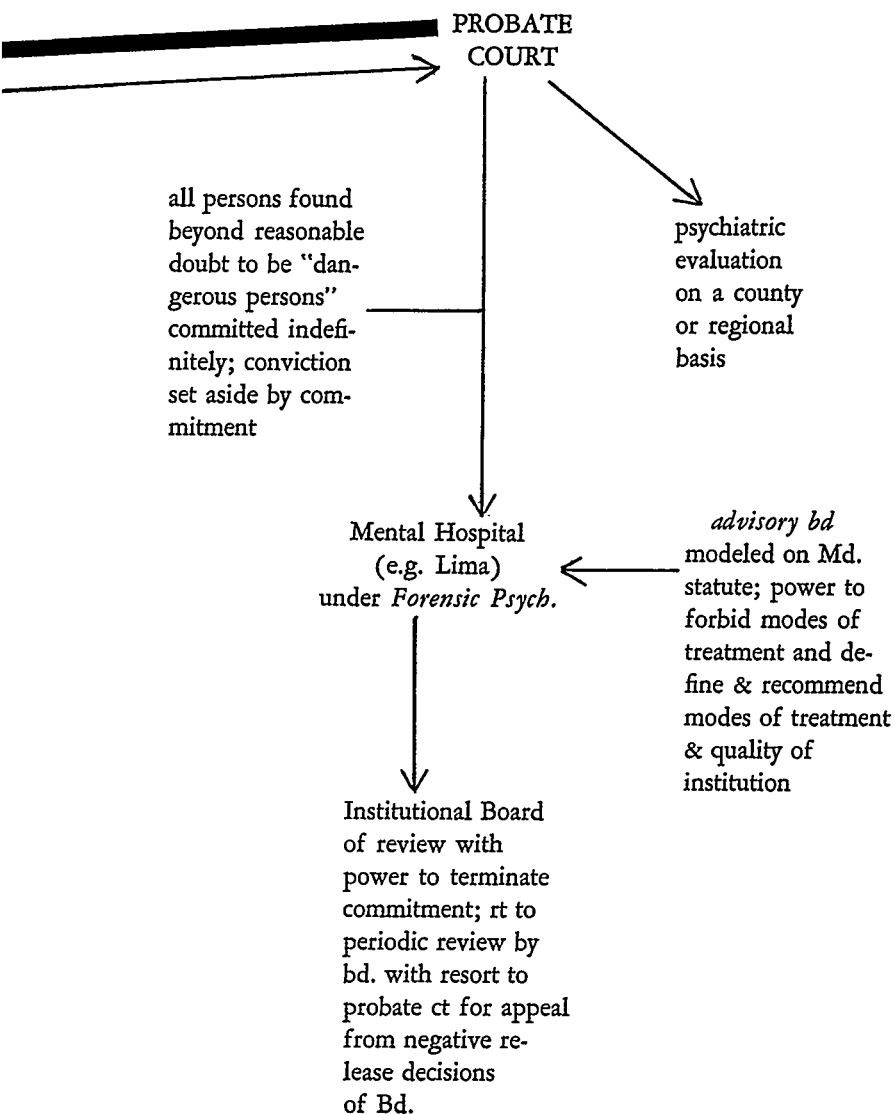 PROBATE
COURT
all persons found
beyond reasonable
doubt to be "dan-
gerous persons"
committed indefi-
nitely; conviction
set aside by com-
mitment
psychiatric
evaluation
on a county
or regional
basis
Mental Hospital
(e.g. Lima)
under Forensic Psych.
advisory bd
modeled on Md.
statute; power to
forbid modes of
treatment and de-
fine & recommend
modes of treatment
& quality of
institution
Institutional Board
of review with
power to terminate
commitment; rt to
periodic review by
bd. with resort to
probate ct for appeal
from negative re-
lease decisions
of Bd.